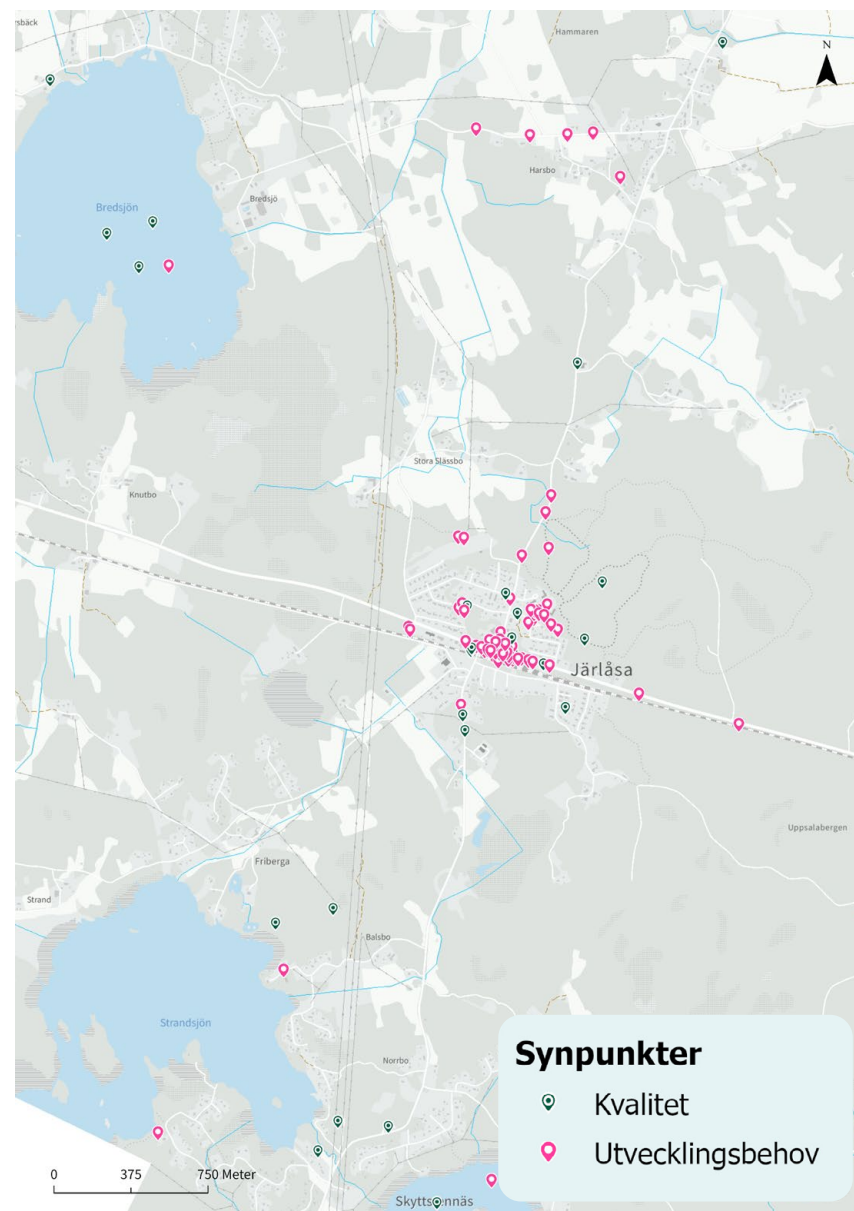 Hammaren
rsbäck
N
Harsbo
Bredsjö
Bredsjön
Stora Slässbo
Knutbo
Järlåsa
Uppsalabergen
Friberga
Strand
Balsbo
Strandsjön
Norrbo
Synpunkter
Kvalitet
Utvecklingsbehov
0 375 750 Meter